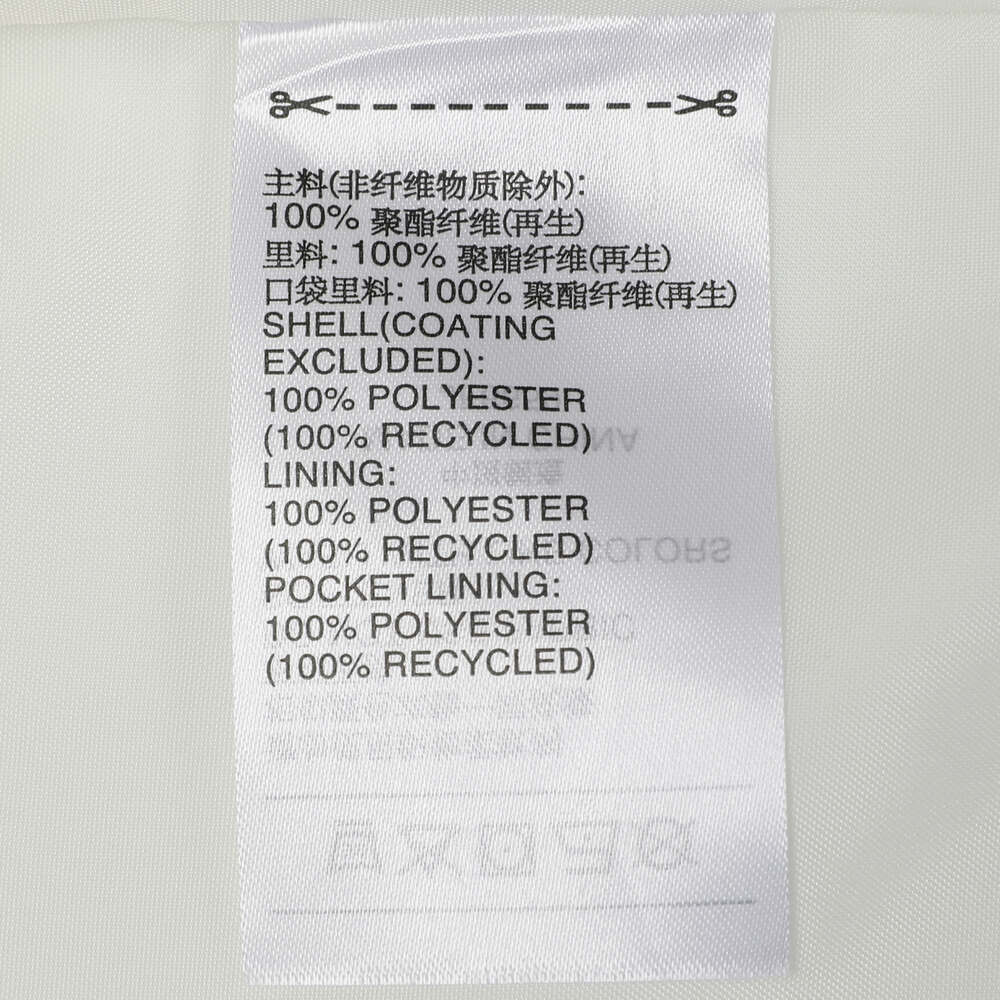 主料(非纤维物质除外):
100% 聚酯纤维(再生)
里料: 100% 聚酯纤维(再生)
口袋里料: 100% 聚酯纤维(再生)
SHELL(COATING
EXCLUDED):
100% POLYESTER
(100% RECYCLED)
LINING:
100% POLYESTER
(100% RECYCLED)
POCKET LINING:
100% POLYESTER
(100% RECYCLED)